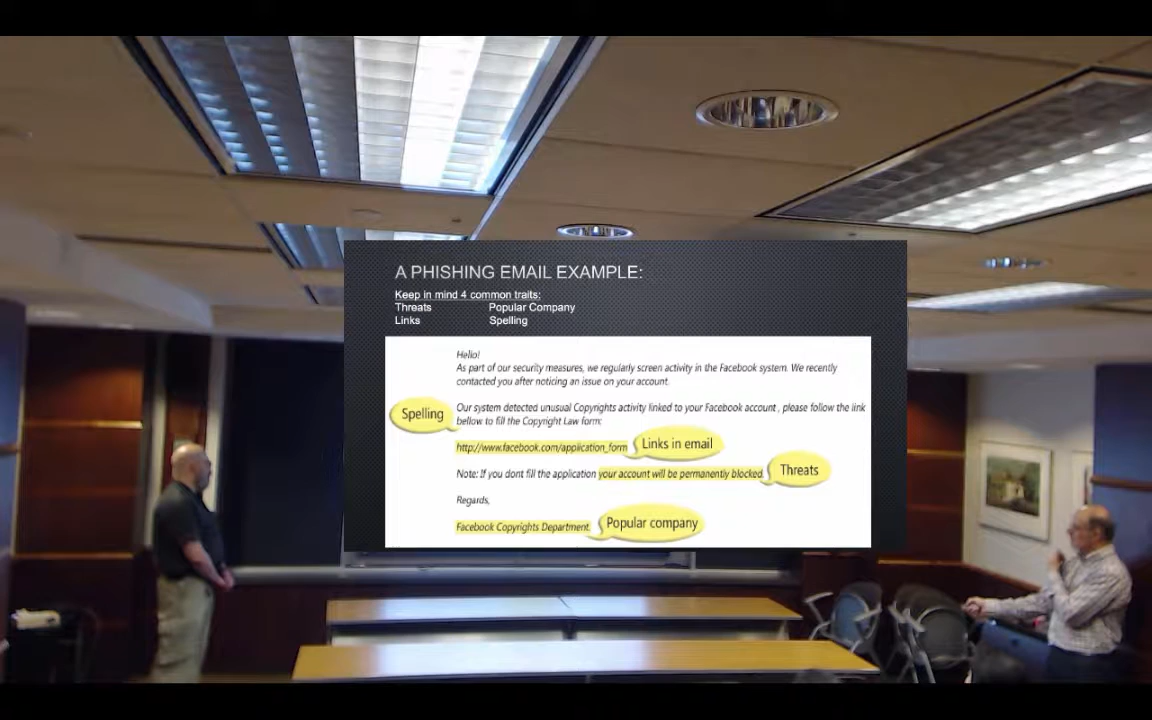 A PHISHING EMAIL EXAMPLE:
Keep in mind 4 common traits:
Threats Popular Company
Links Spelling
Hello!
As part of our security measures, we regularly screen activity in the Facebook system. We recently
contacted you after noticing an issue on your account.
Spelling
Our system detected unusual Copyrights activity linked to your Facebook account , please follow the link
bellow to fill the Copyright Law form:
http://www.facebook.com/application_form
Links in email
Note: If you dont fill the application your account will be permanently blocked.
Threats
Regards,
Facebook Copyrights Department.
Popular company